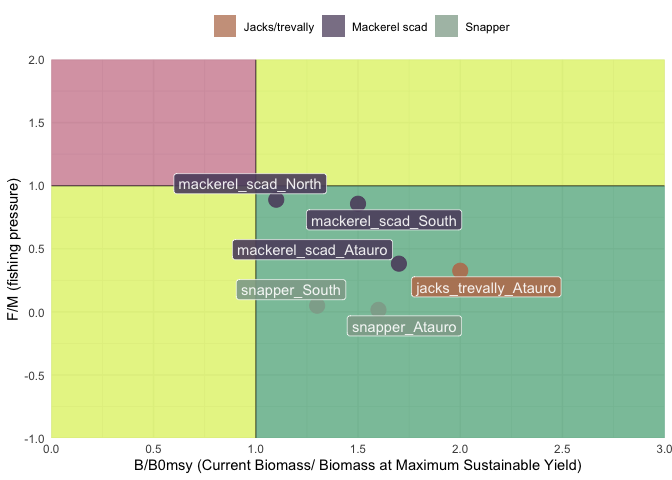 Jacks/trevally Mackerel scad Snapper
2.0
1.5
1.0
0.5
0.0
-0.5
-1.0
F/M (fishing pressure)
mackerel_scad_North
mackerel_scad_South
mackerel_scad_Atauro
jacks_trevally_Atauro
snapper_South
snapper_Atauro
0.0 0.5 1.0 1.5 2.0 2.5 3.0
B/B0msy (Current Biomass/ Biomass at Maximum Sustainable Yield)